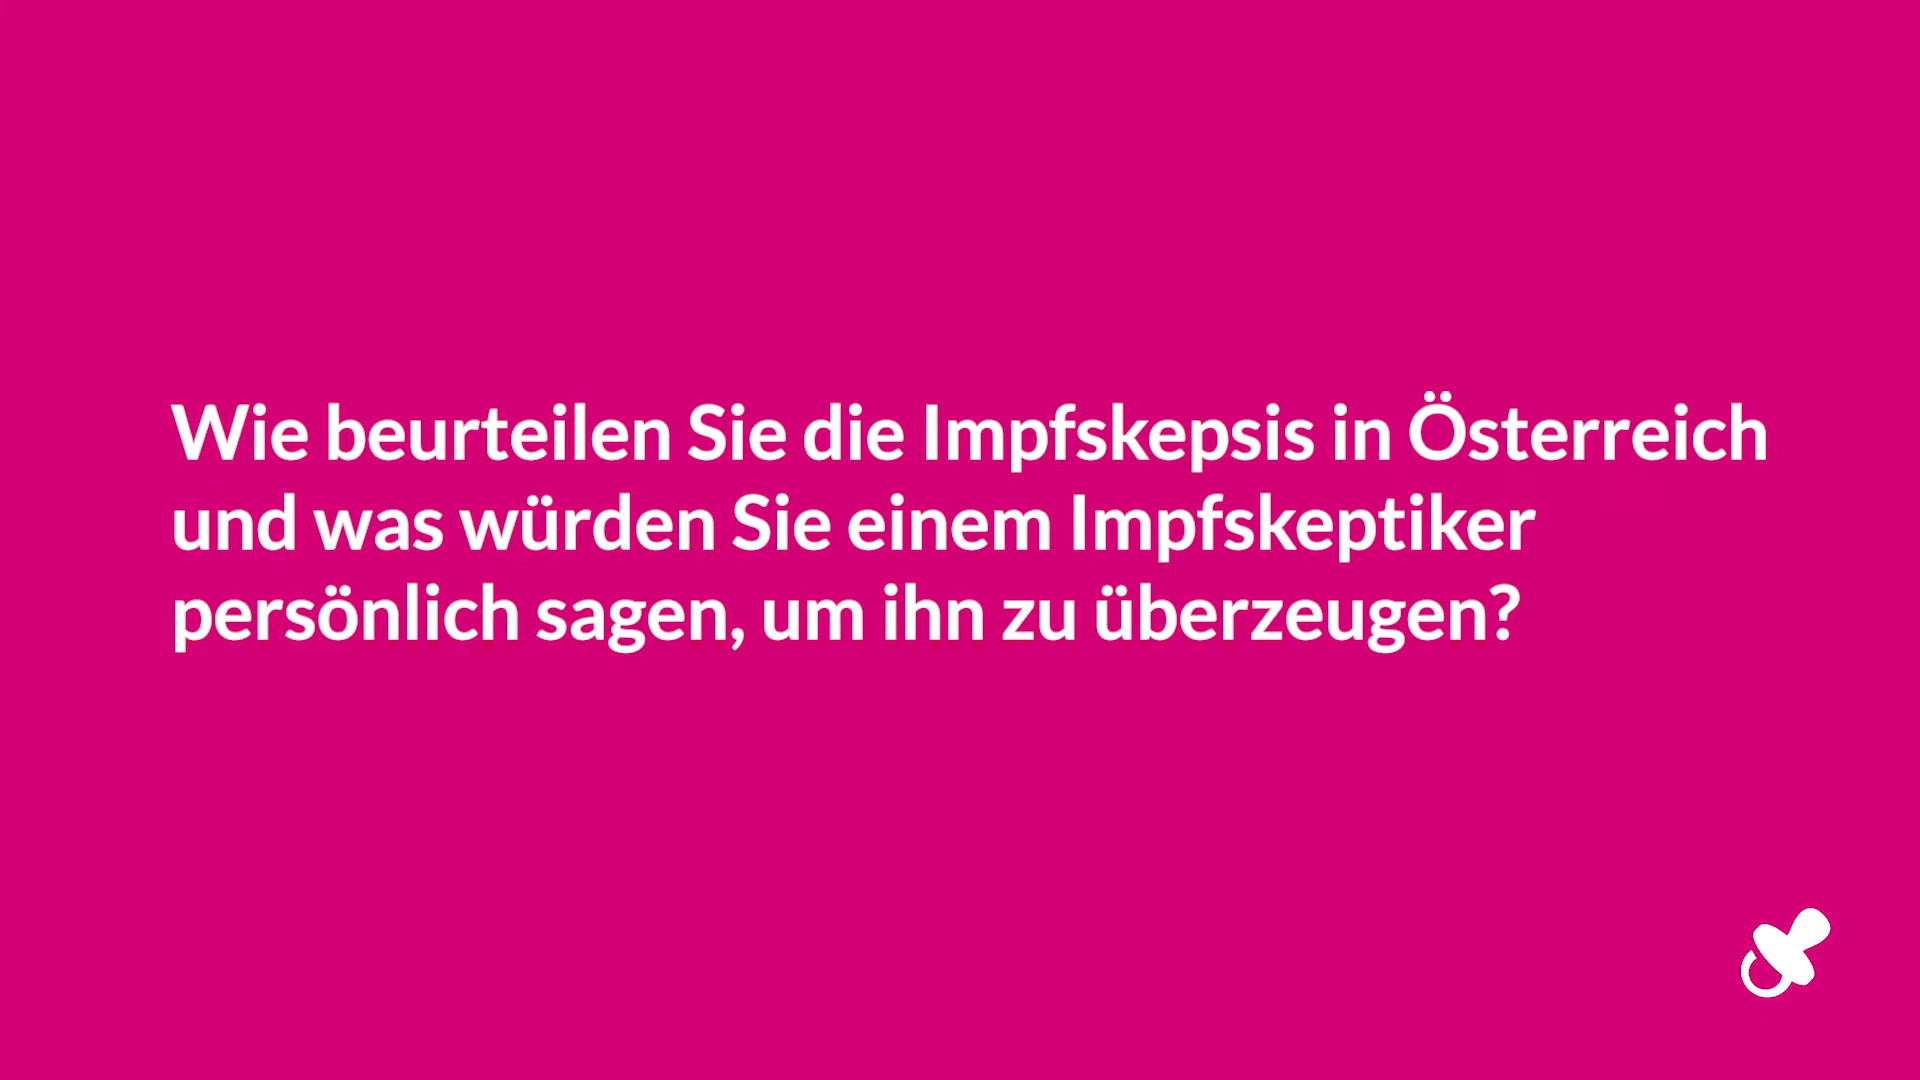 Wie beurteilen Sie die Impfskepsis in Österreich
und was würden Sie einem Impfskeptiker
persönlich sagen, um ihn zu überzeugen?